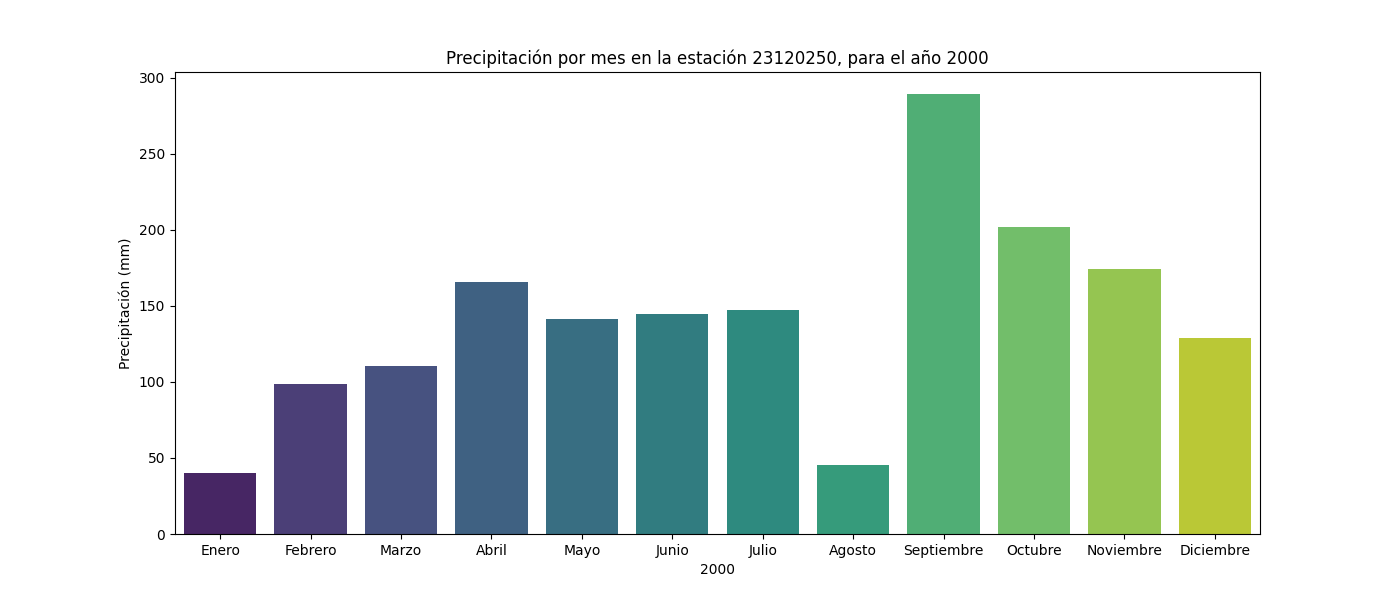 Precipitación por mes en la estación 23120250, para el año 2000
Precipitación (mm)
300
250
200
150
100
50
0
Enero Febrero Marzo Abril Mayo Junio Julio Agosto Septiembre Octubre Noviembre Diciembre
2000